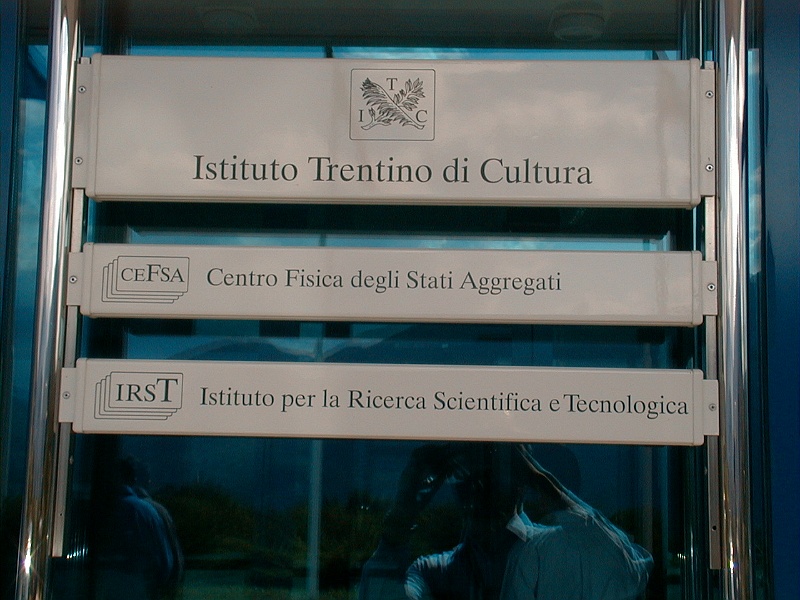 I T C
Istituto Trentino di Cultura
CEFSA Centro Fisica degli Stati Aggregati
IRST Istituto per la Ricerca Scientifica e Tecnologica